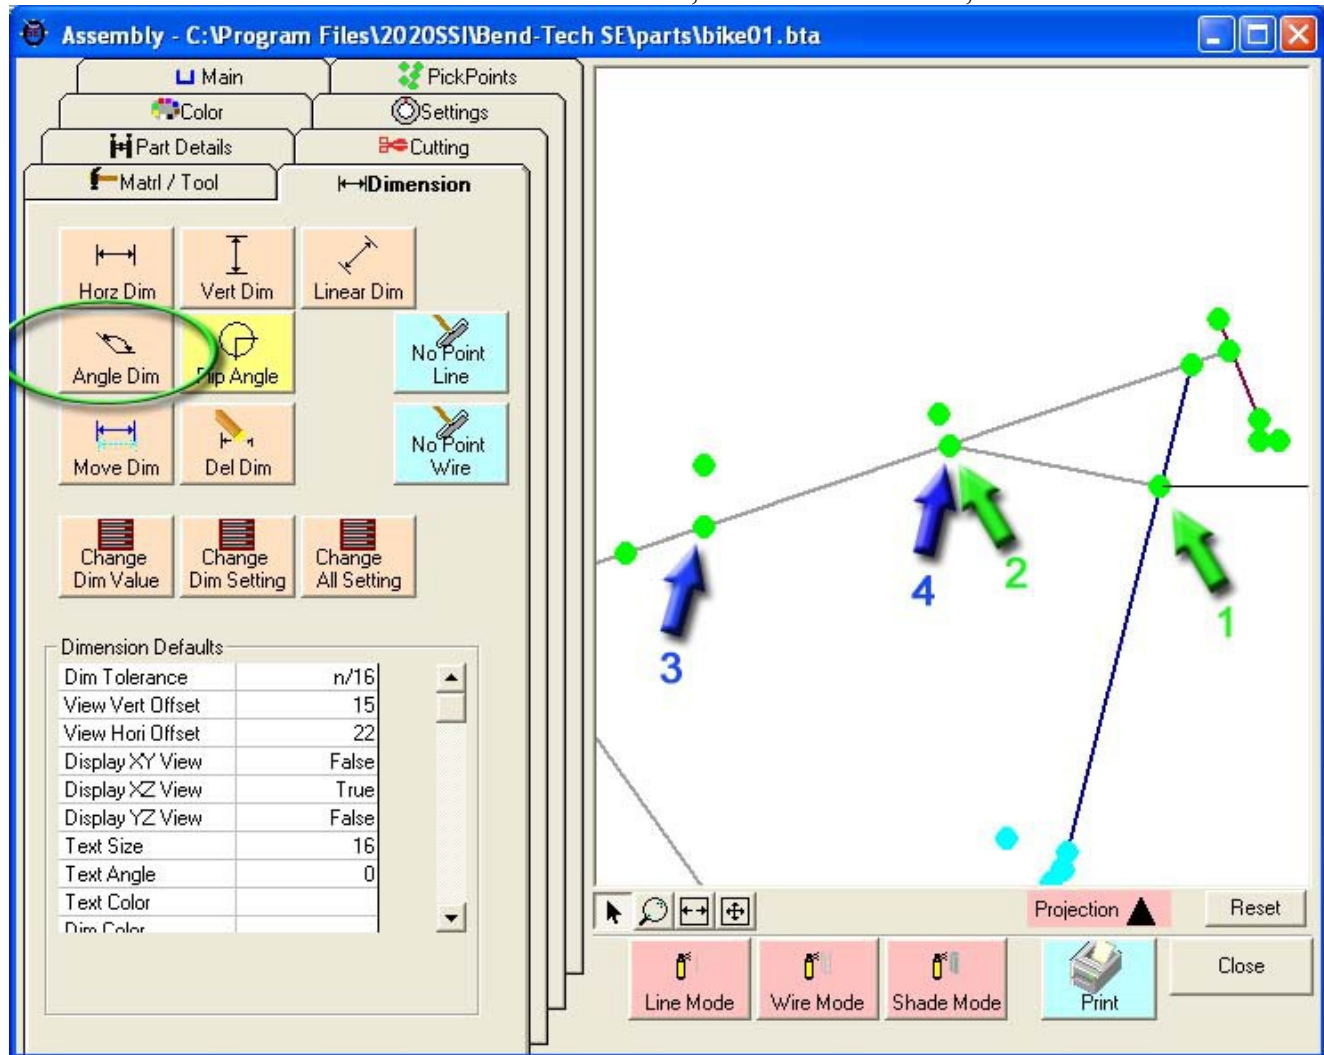 Assembly - C:\Program Files\2020SSI\Bend-Tech SE\parts\bike01.bta
Main
PickPoints
Color
Settings
Part Details
Cutting
Matrl / Tool
Dimension
Horz Dim
Vert Dim
Linear Dim
Angle Dim
Flip Angle
No Point
Line
Move Dim
Del Dim
No Point
Wire
Change
Dim Value
Change
Dim Setting
Change
All Setting
Dimension Defaults
Dim Tolerance n/16
View Vert Offset 15
View Hori Offset 22
Display XY View False
Display XZ View True
Display YZ View False
Text Size 16
Text Angle 0
Text Color
Dim Color
4
2
1
3
Projection
Reset
Line Mode
Wire Mode
Shade Mode
Print
Close